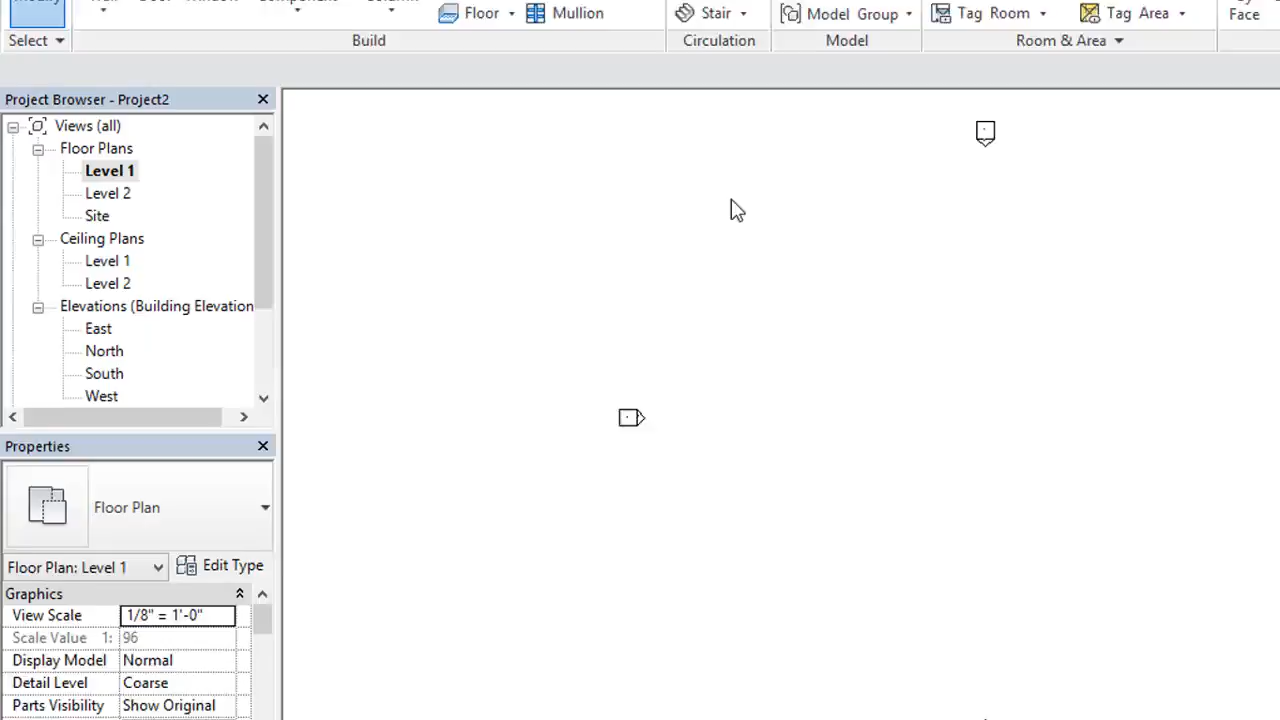 Modify
Floor
Mullion
Stair
Model Group
Tag Room
Tag Area
Face
Select
Build
Circulation
Model
Room & Area
Project Browser - Project2
Views (all)
Floor Plans
Level 1
Level 2
Site
Ceiling Plans
Level 1
Level 2
Elevations (Building Elevation
East
North
South
West
Properties
Floor Plan
Floor Plan: Level 1
Edit Type
Graphics
View Scale 1/8" = 1'-0"
Scale Value 1: 96
Display Model Normal
Detail Level Coarse
Parts Visibility Show Original